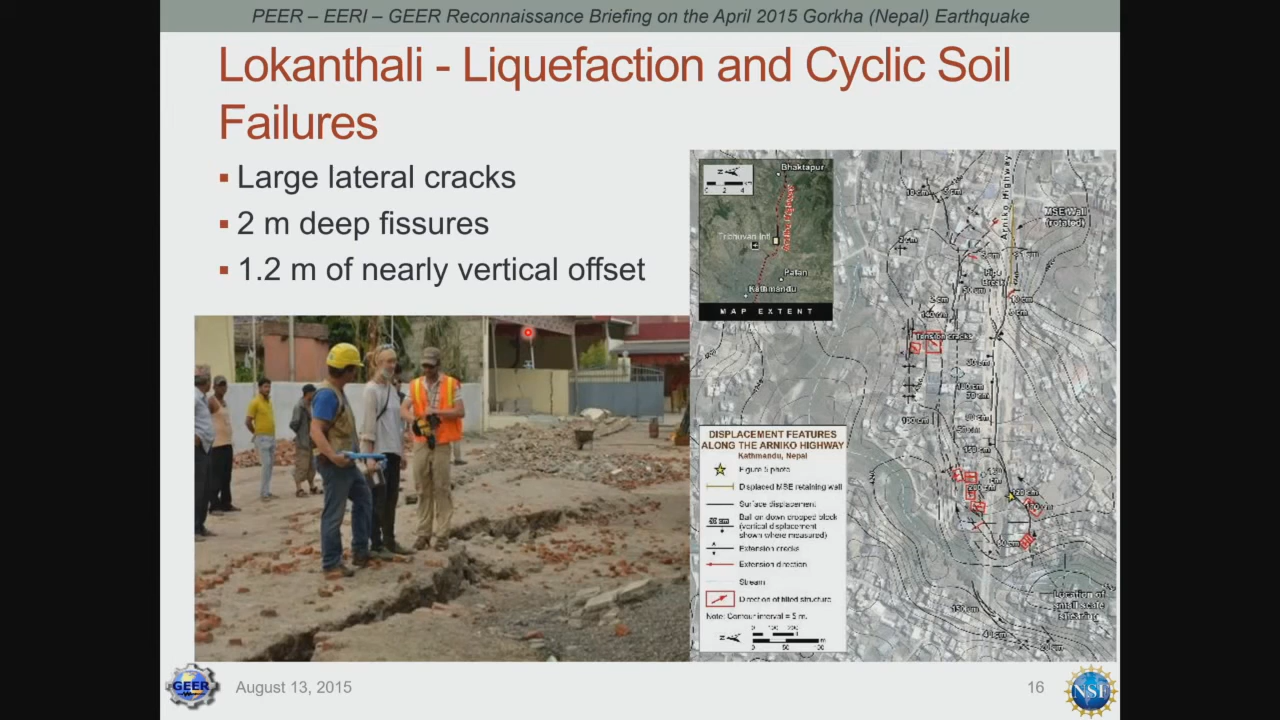 PEER – EERI – GEER Reconnaissance Briefing on the April 2015 Gorkha (Nepal) Earthquake
Lokanthali - Liquefaction and Cyclic Soil
Failures
▪ Large lateral cracks
▪ 2 m deep fissures
▪ 1.2 m of nearly vertical offset
Bhaktapur
Patan
Kathmandu
MAP EXTENT
Arniko Highway
MSE Wall
(rotated)
Tension cracks
Location of
small scale
DISPLACEMENT FEATURES
ALONG THE ARNIKO HIGHWAY
Kathmandu, Nepal
Figure 5 photo
Displaced MSE retaining wall
Surface displacement
Ball on down dropped block
(vertical displacement
shown where measured)
Extension cracks
Extension direction
Stream
Direction of tilted structure
Note: Contour interval = 5 m.
GEER
August 13, 2015
16
NSF